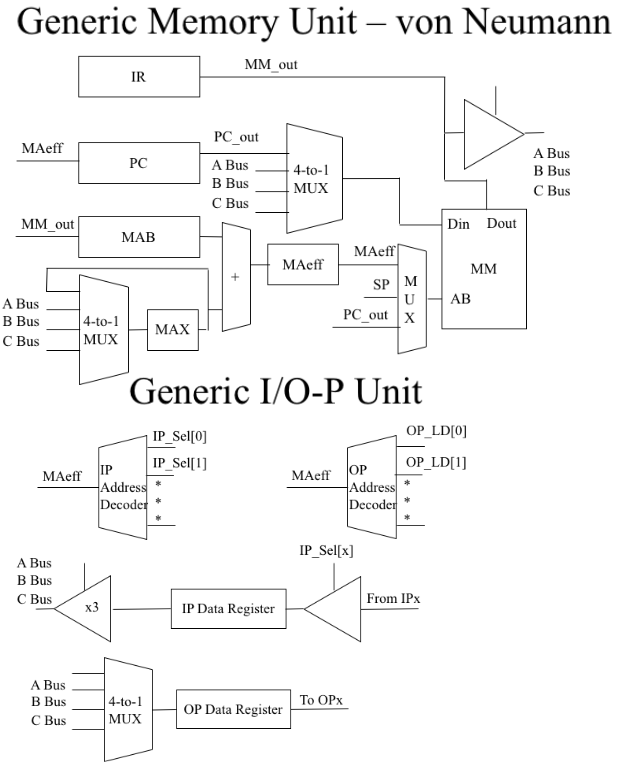 Generic Memory Unit – von Neumann
IR
MM_out
MAeff
PC
PC_out
A Bus
B Bus
C Bus
4-to-1
MUX
A Bus
B Bus
C Bus
MM_out
MAB
+
MAeff
MAeff
SP
PC_out
M
U
X
Din Dout
MM
AB
A Bus
B Bus
C Bus
4-to-1
MUX
MAX
Generic I/O-P Unit
MAeff
IP
Address
Decoder
IP_Sel[0]
IP_Sel[1]
*
*
*
MAeff
OP
Address
Decoder
OP_LD[0]
OP_LD[1]
*
*
*
A Bus
B Bus
C Bus
x3
IP Data Register
IP_Sel[x]
From IPx
A Bus
B Bus
C Bus
4-to-1
MUX
OP Data Register
To OPx